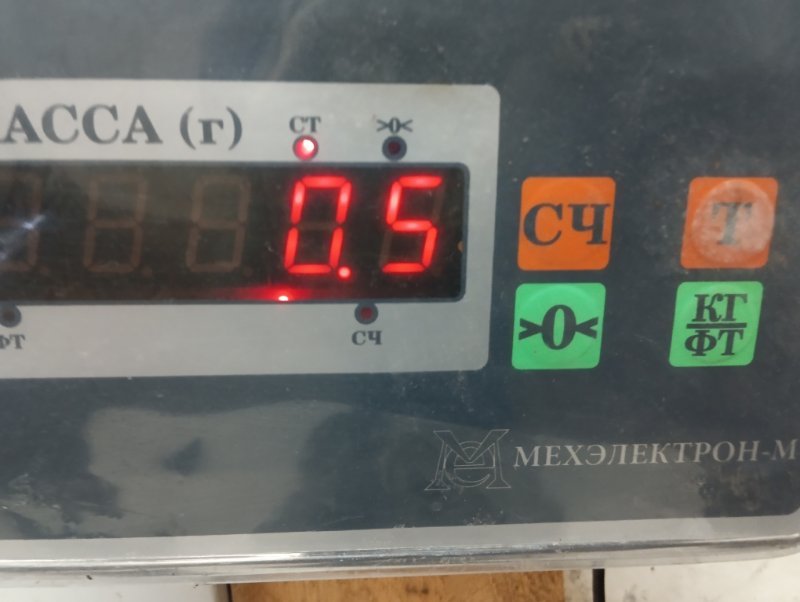 АССА (г)
СТ >0<
0.5
ФТ СЧ
СЧ Т
>0< КГ/ФТ
МЕХЭЛЕКТРОН-М